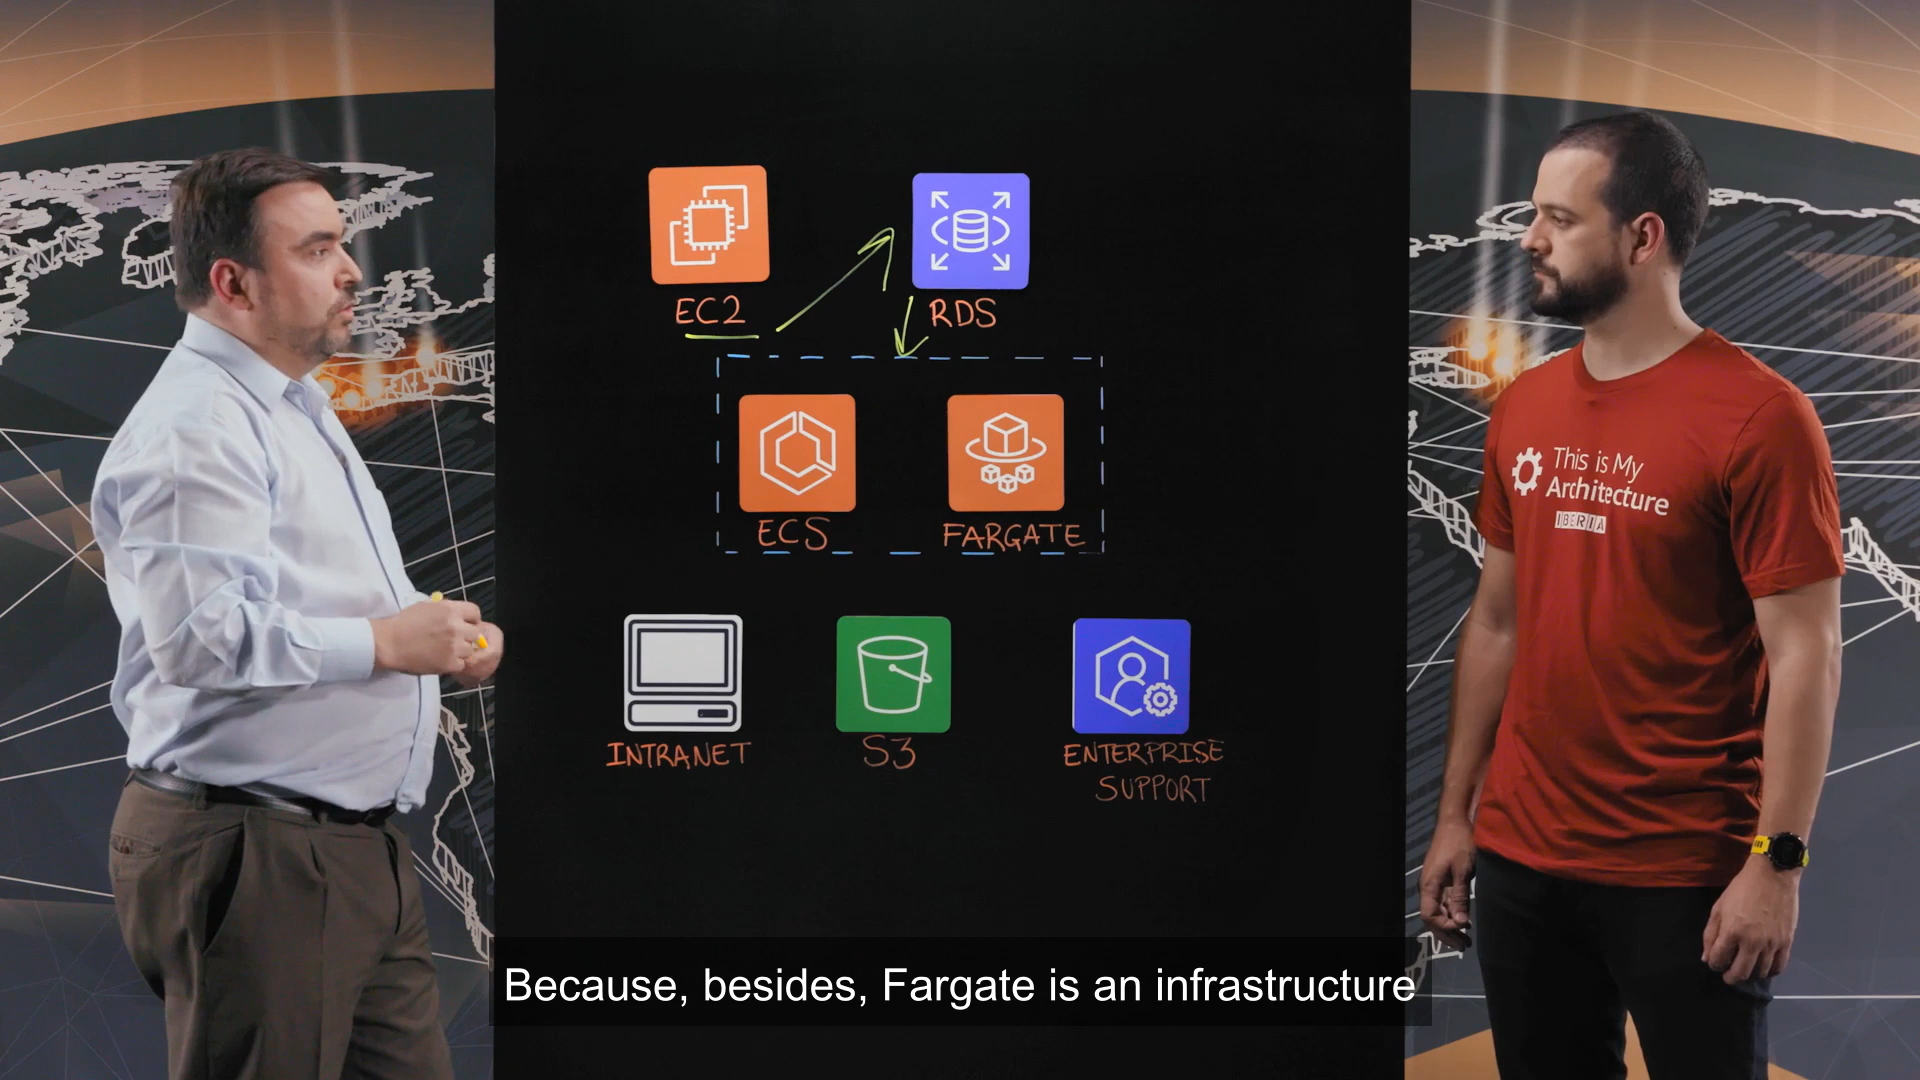 EC2
RDS
ECS
FARGATE
INTRANET
S3
ENTERPRISE
SUPPORT
This is My
Architecture
IBERIA
Because, besides, Fargate is an infrastructure